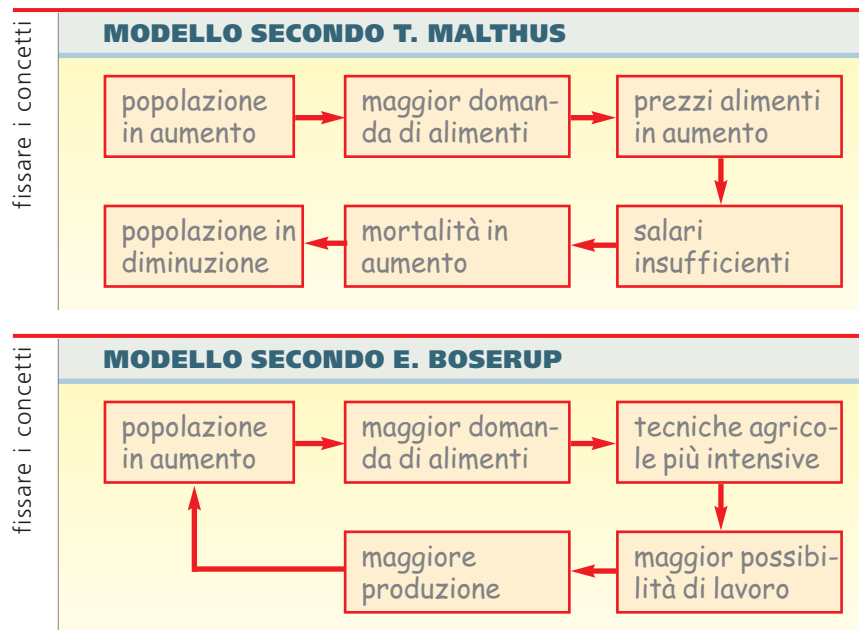 fissare i concetti
MODELLO SECONDO T. MALTHUS
popolazione
in aumento
maggior doman-
da di alimenti
prezzi alimenti
in aumento
salari
insufficienti
mortalità in
aumento
popolazione in
diminuzione
fissare i concetti
MODELLO SECONDO E. BOSERUP
popolazione
in aumento
maggior doman-
da di alimenti
tecniche agrico-
le più intensive
maggior possibi-
lità di lavoro
maggiore
produzione